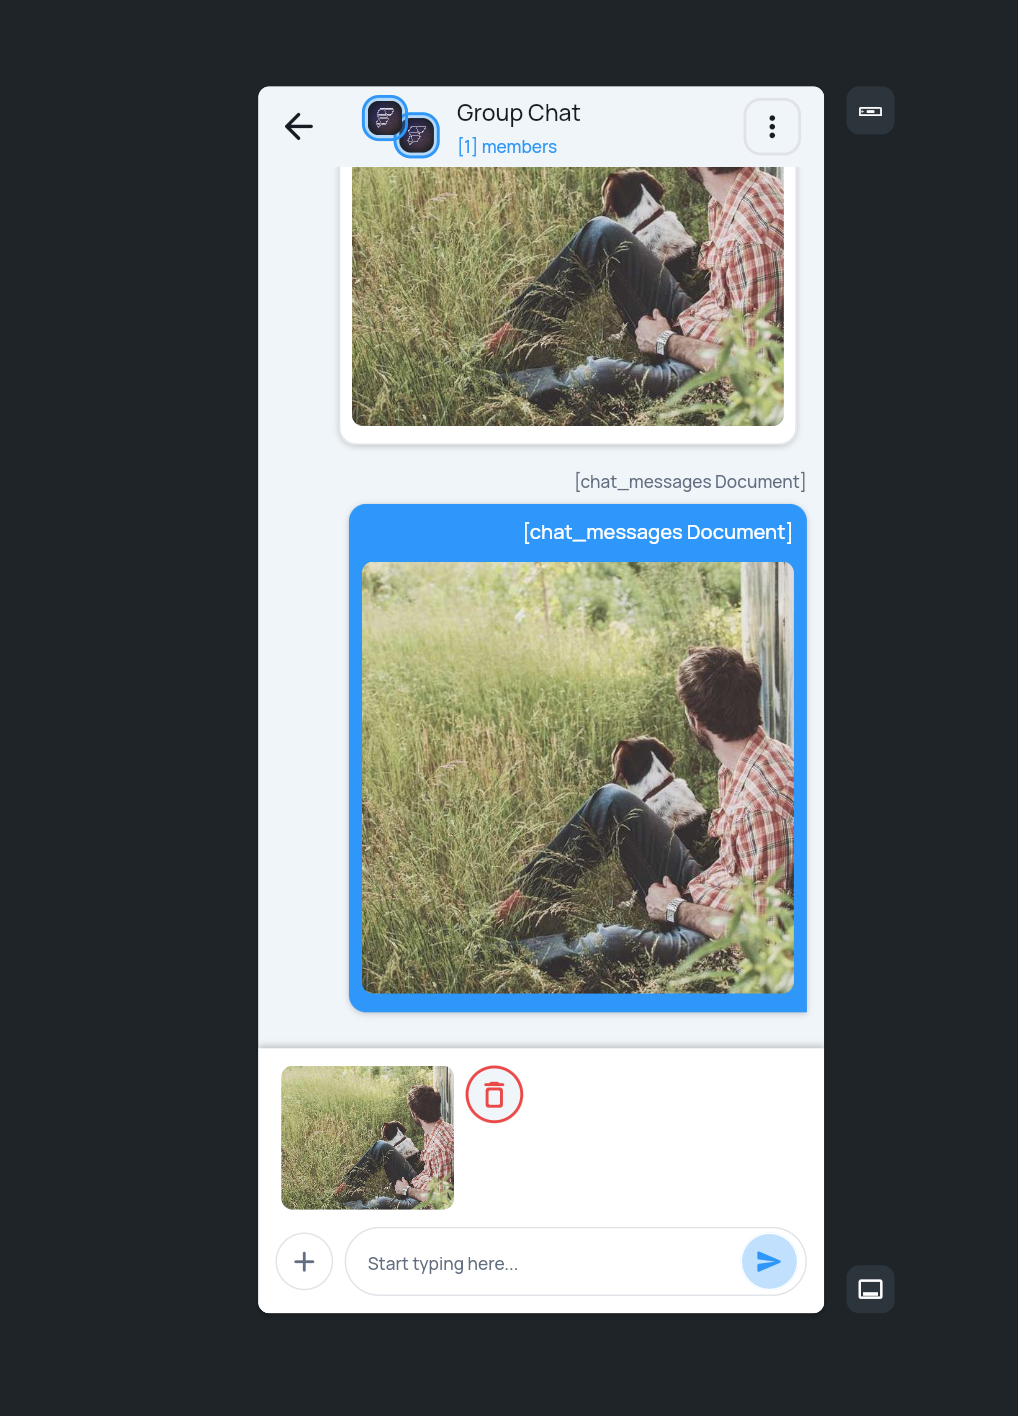 Group Chat
[1] members
[chat_messages Document]
[chat_messages Document]
Start typing here...